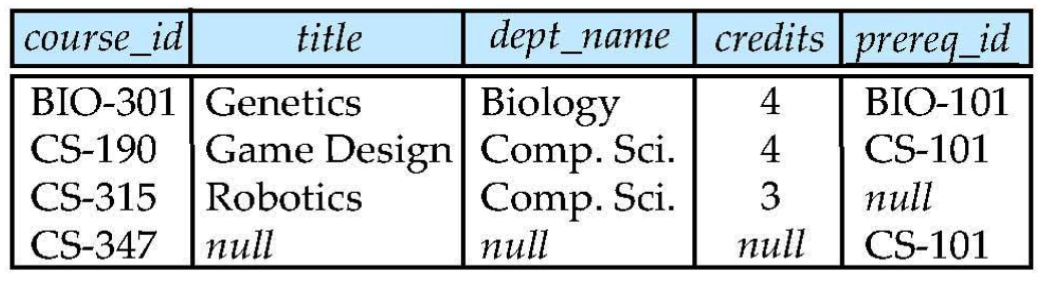 course_id title dept_name credits prereq_id
BIO-301 Genetics Biology 4 BIO-101
CS-190 Game Design Comp. Sci. 4 CS-101
CS-315 Robotics Comp. Sci. 3 null
CS-347 null null null CS-101